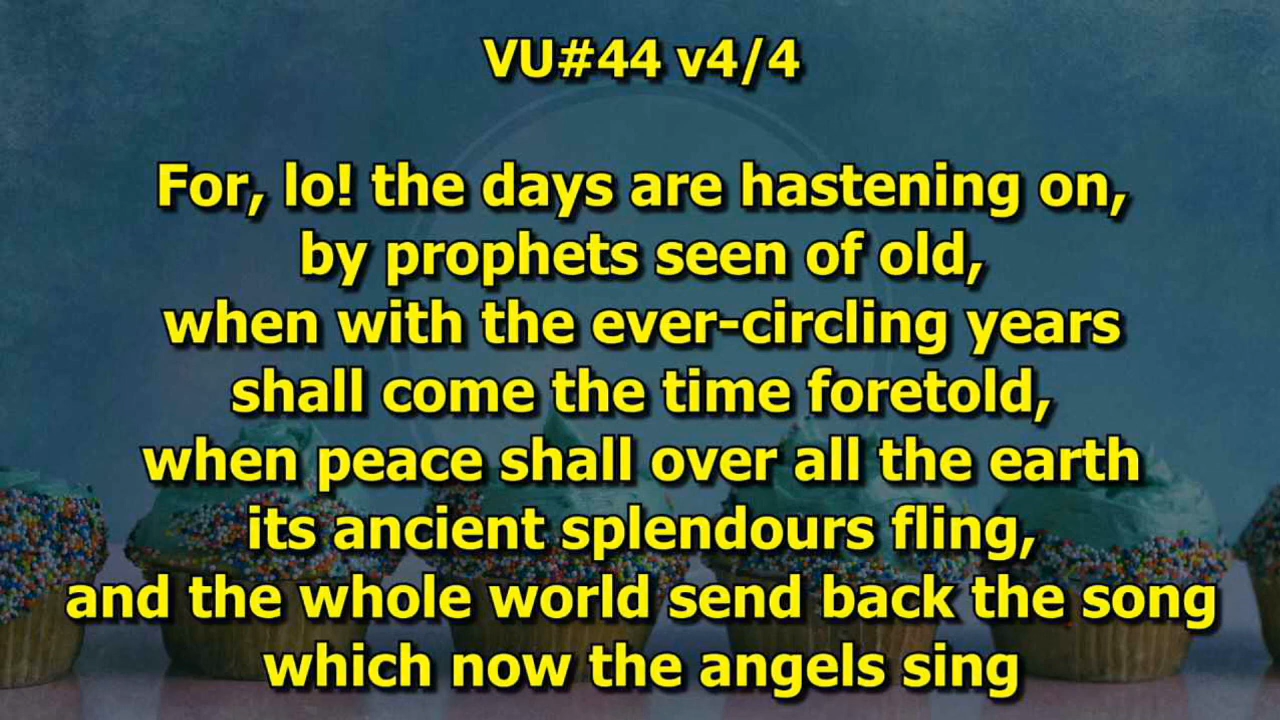 VU#44 v4/4
For, lo! the days are hastening on,
by prophets seen of old,
when with the ever-circling years
shall come the time foretold,
when peace shall over all the earth
its ancient splendours fling,
and the whole world send back the song
which now the angels sing